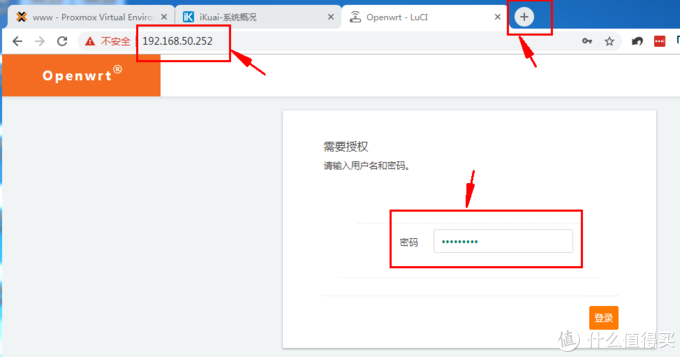 www - Proxmox Virtual Environ
iKuai-系统概况
Openwrt - LuCI
不安全 192.168.50.252
Openwrt®
需要授权
请输入用户名和密码。
密码 •••••••••
登录
值 什么值得买